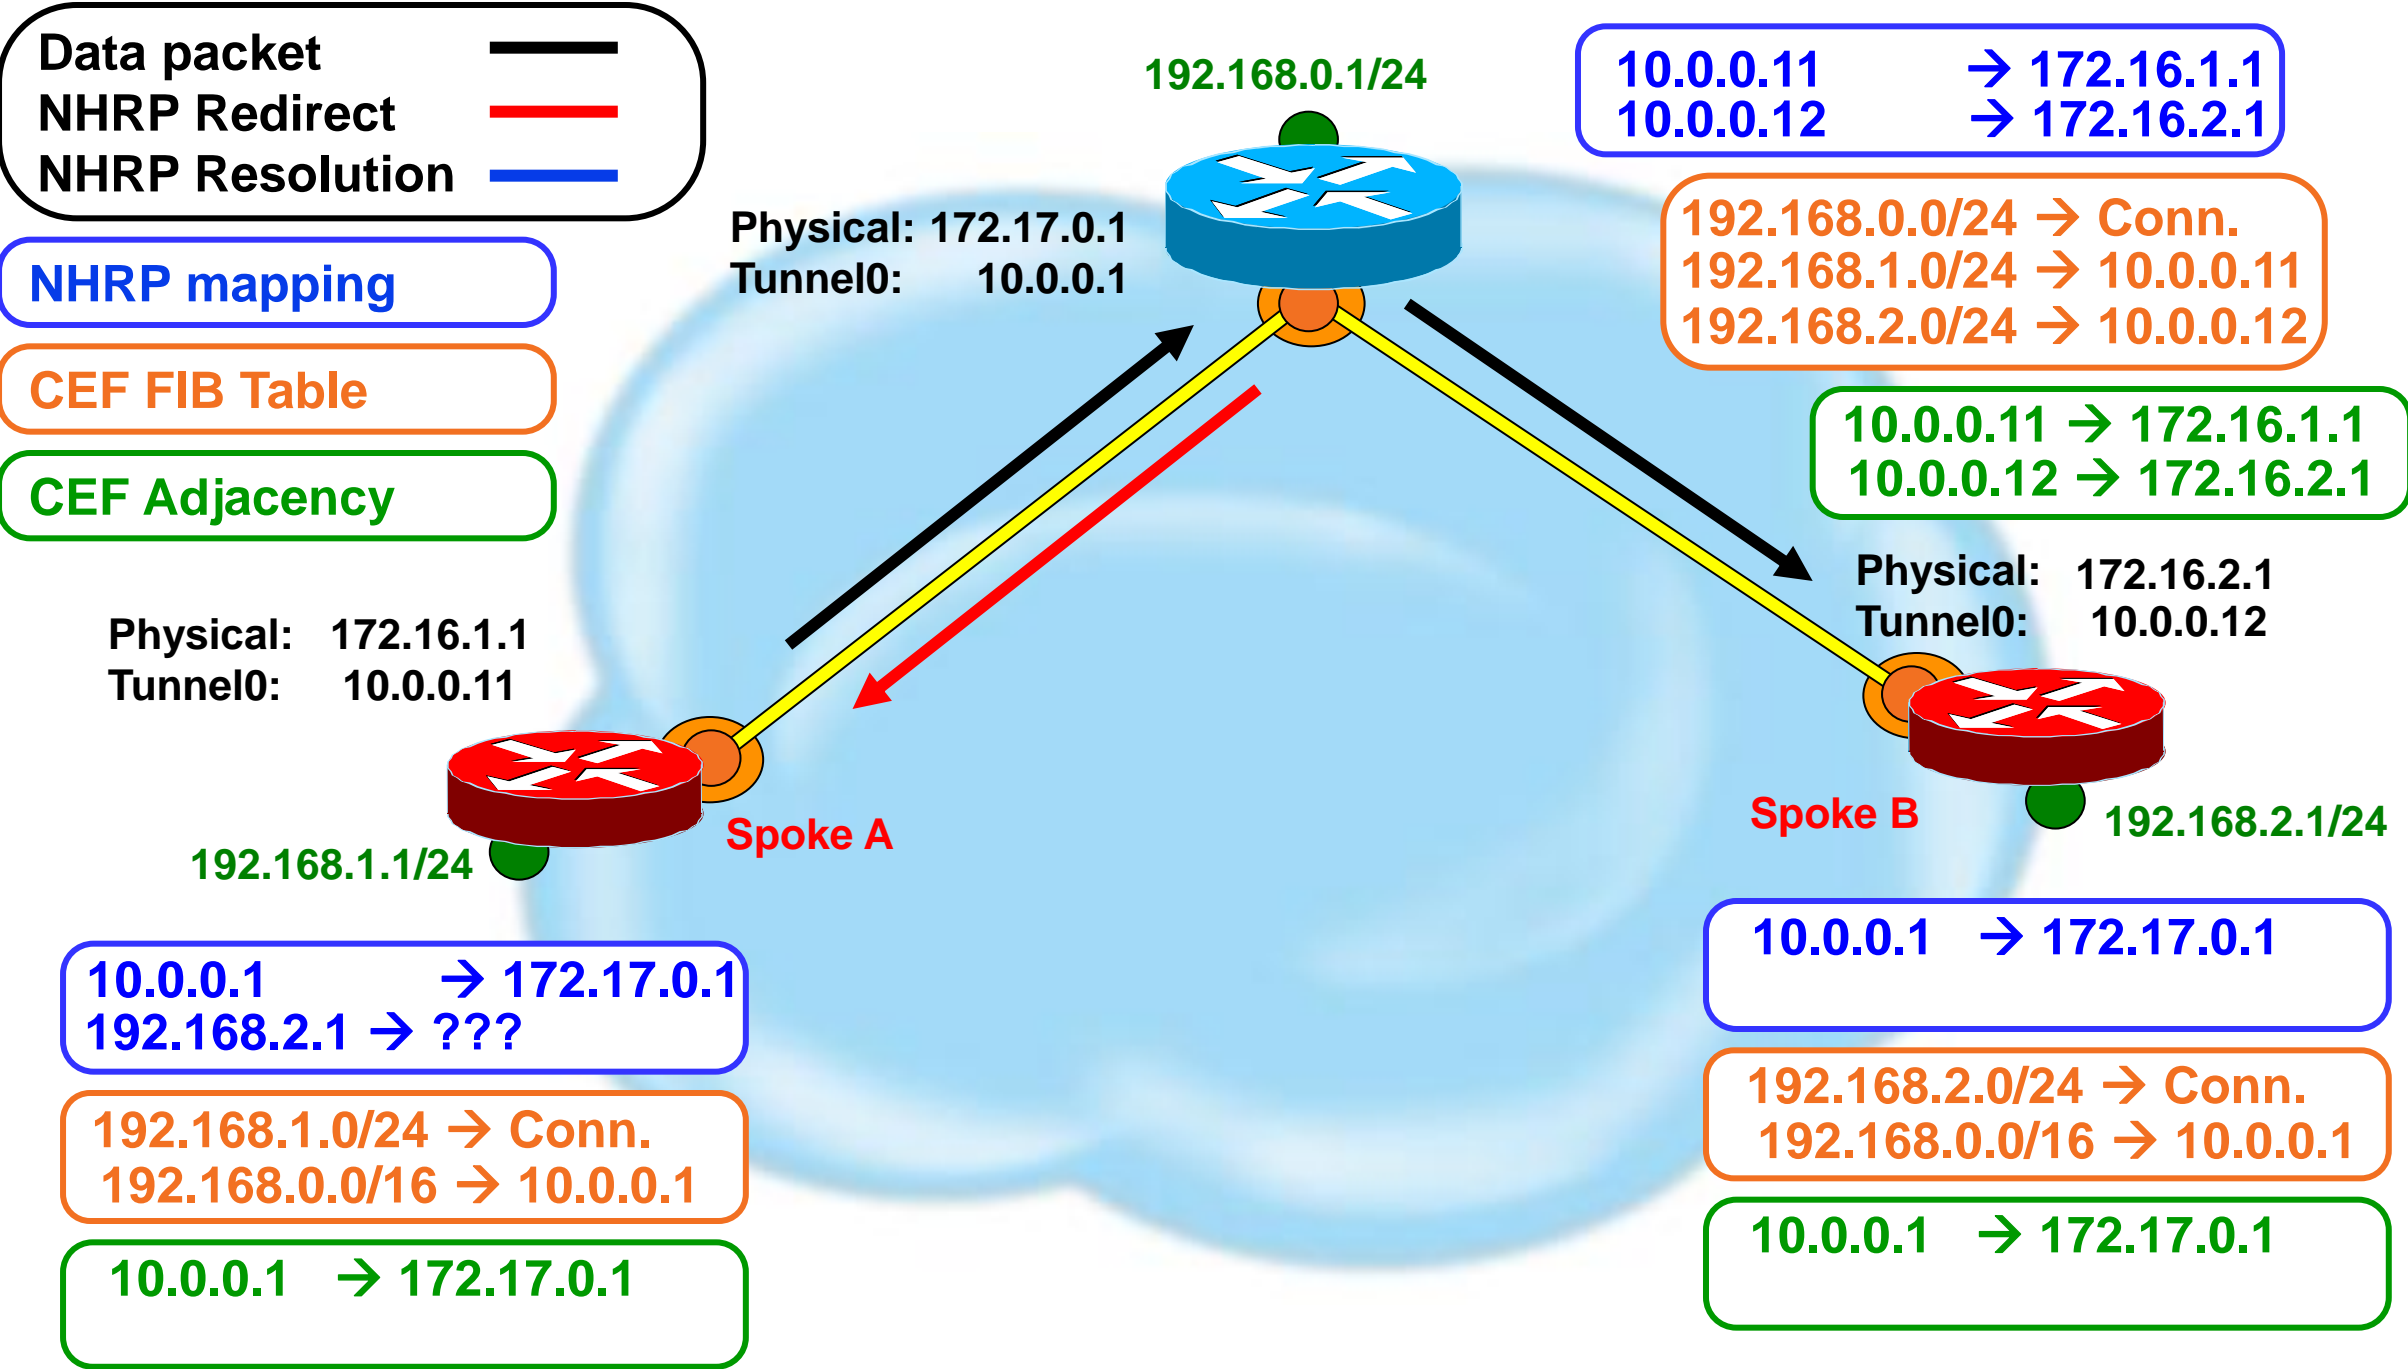 Data packet
NHRP Redirect
NHRP Resolution
NHRP mapping
CEF FIB Table
CEF Adjacency
192.168.0.1/24
Physical: 172.17.0.1
Tunnel0: 10.0.0.1
10.0.0.11 → 172.16.1.1
10.0.0.12 → 172.16.2.1
192.168.0.0/24 → Conn.
192.168.1.0/24 → 10.0.0.11
192.168.2.0/24 → 10.0.0.12
10.0.0.11 → 172.16.1.1
10.0.0.12 → 172.16.2.1
Physical: 172.16.1.1
Tunnel0: 10.0.0.11
Spoke A
192.168.1.1/24
10.0.0.1 → 172.17.0.1
192.168.2.1 → ???
192.168.1.0/24 → Conn.
192.168.0.0/16 → 10.0.0.1
10.0.0.1 → 172.17.0.1
Physical: 172.16.2.1
Tunnel0: 10.0.0.12
Spoke B
192.168.2.1/24
10.0.0.1 → 172.17.0.1
192.168.2.0/24 → Conn.
192.168.0.0/16 → 10.0.0.1
10.0.0.1 → 172.17.0.1